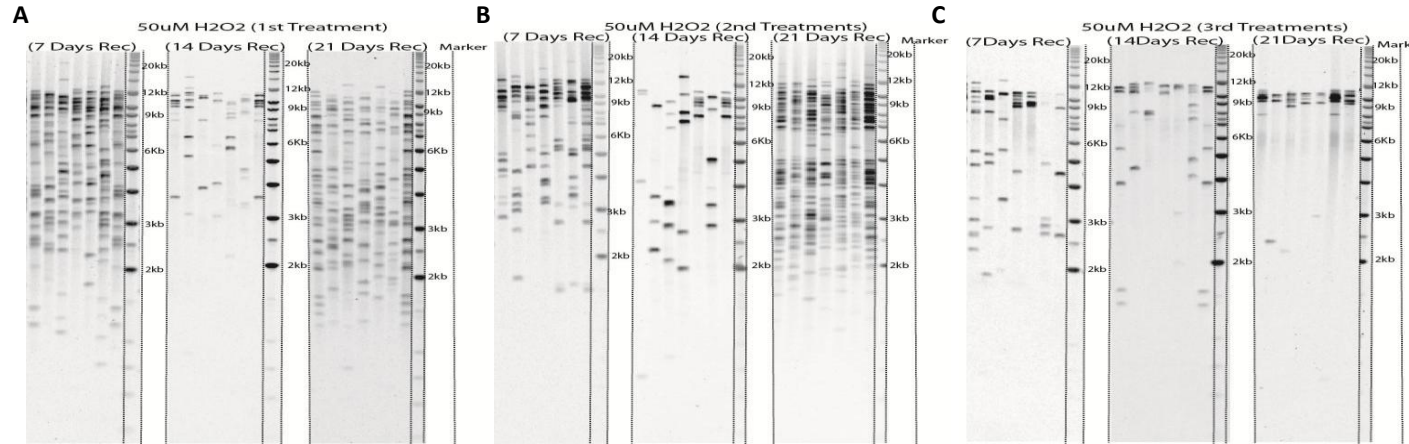 A
50uM H2O2 (1st Treatment)
(7 Days Rec)
(14 Days Rec)
(21 Days Rec)
Marker
20kb
12kb
9kb
6Kb
3kb
2kb
20kb
12kb
9kb
6Kb
3kb
2kb
12kb
9kb
6Kb
3kb
2kb
B
50uM H2O2 (2nd Treatments)
(7 Days Rec)
(14 Days Rec)
(21 Days Rec)
Marker
20kb
12kb
9kb
6Kb
3kb
2kb
20kb
12kb
9kb
6Kb
3kb
2kb
20kb
12kb
9kb
6Kb
3kb
2kb
C
50uM H2O2 (3rd Treatments)
(7Days Rec)
(14Days Rec)
(21Days Rec)
Mark
20kb
12kb
9kb
6Kb
3kb
2kb
20kb
12kb
9kb
6Kb
3kb
2kb
20kb
12kb
9kb
6Kb
3kb
2kb